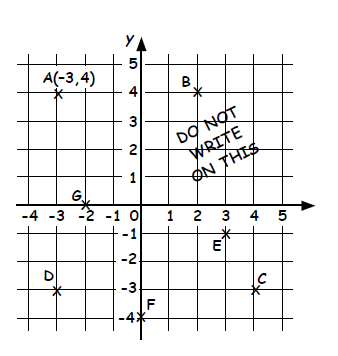 y
5
A(-3,4)
B
4
DO NOT
3
WRITE
2
ON THIS
1
G
-4 -3 -2 -1 0 1 2 3 4 5
-1
E
-2
D
C
-3
F
-4